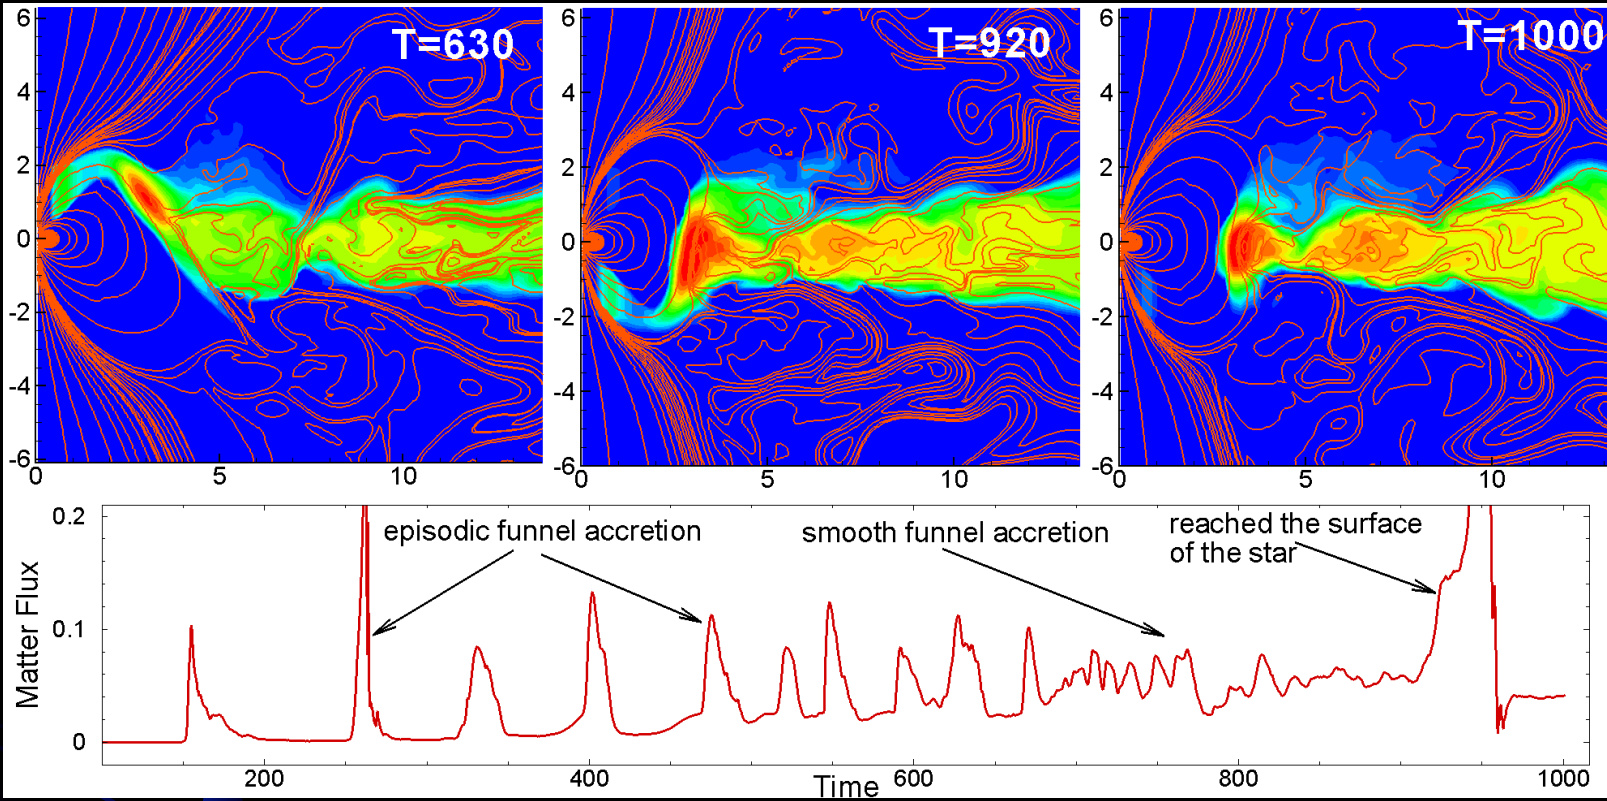 T=630
T=920
T=1000
6
4
2
0
-2
-4
-6
0 5 10
6
4
2
0
-2
-4
-6
0 5 10
6
4
2
0
-2
-4
-6
0 5 10
episodic funnel accretion
smooth funnel accretion
reached the surface
of the star
Matter Flux
0.2
0.1
0
200 400 600 800 1000
Time